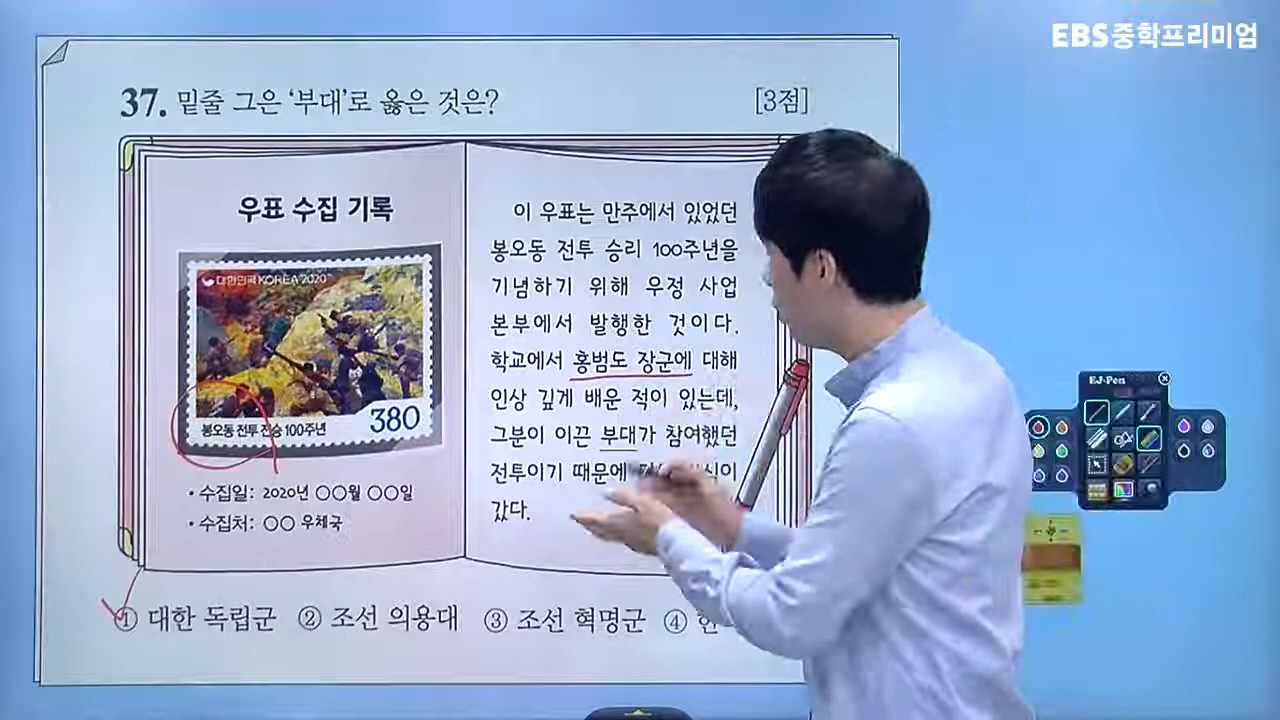 EBS중학프리미엄
37. 밑줄 그은 '부대'로 옳은 것은? [3점]
우표 수집 기록
대한민국 KOREA 2020
380
봉오동 전투 전승 100주년
• 수집일: 2020년 ○○월 ○○일
• 수집처: ○○ 우체국
이 우표는 만주에서 있었던
봉오동 전투 승리 100주년을
기념하기 위해 우정 사업
본부에서 발행한 것이다.
학교에서 홍범도 장군에 대해
인상 깊게 배운 적이 있는데,
그분이 이끈 부대가 참여했던
전투이기 때문에
갔다.
① 대한 독립군 ② 조선 의용대 ③ 조선 혁명군 ④
EJ-Pen